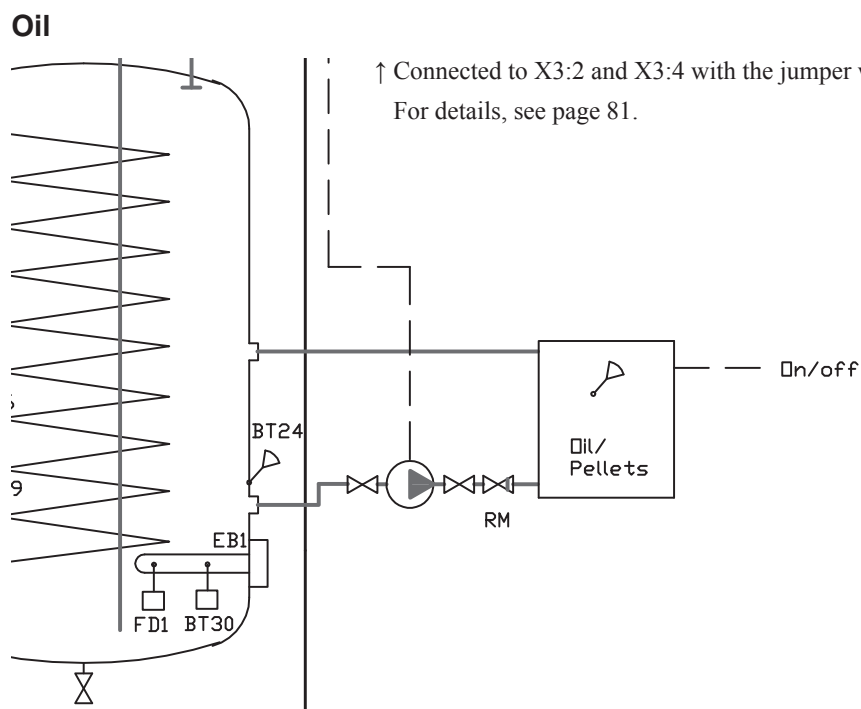 Oil
↑ Connected to X3:2 and X3:4 with the jumper
For details, see page 81.
On/off
BT24
Oil/
Pellets
9
RM
EB1
FD1 BT30